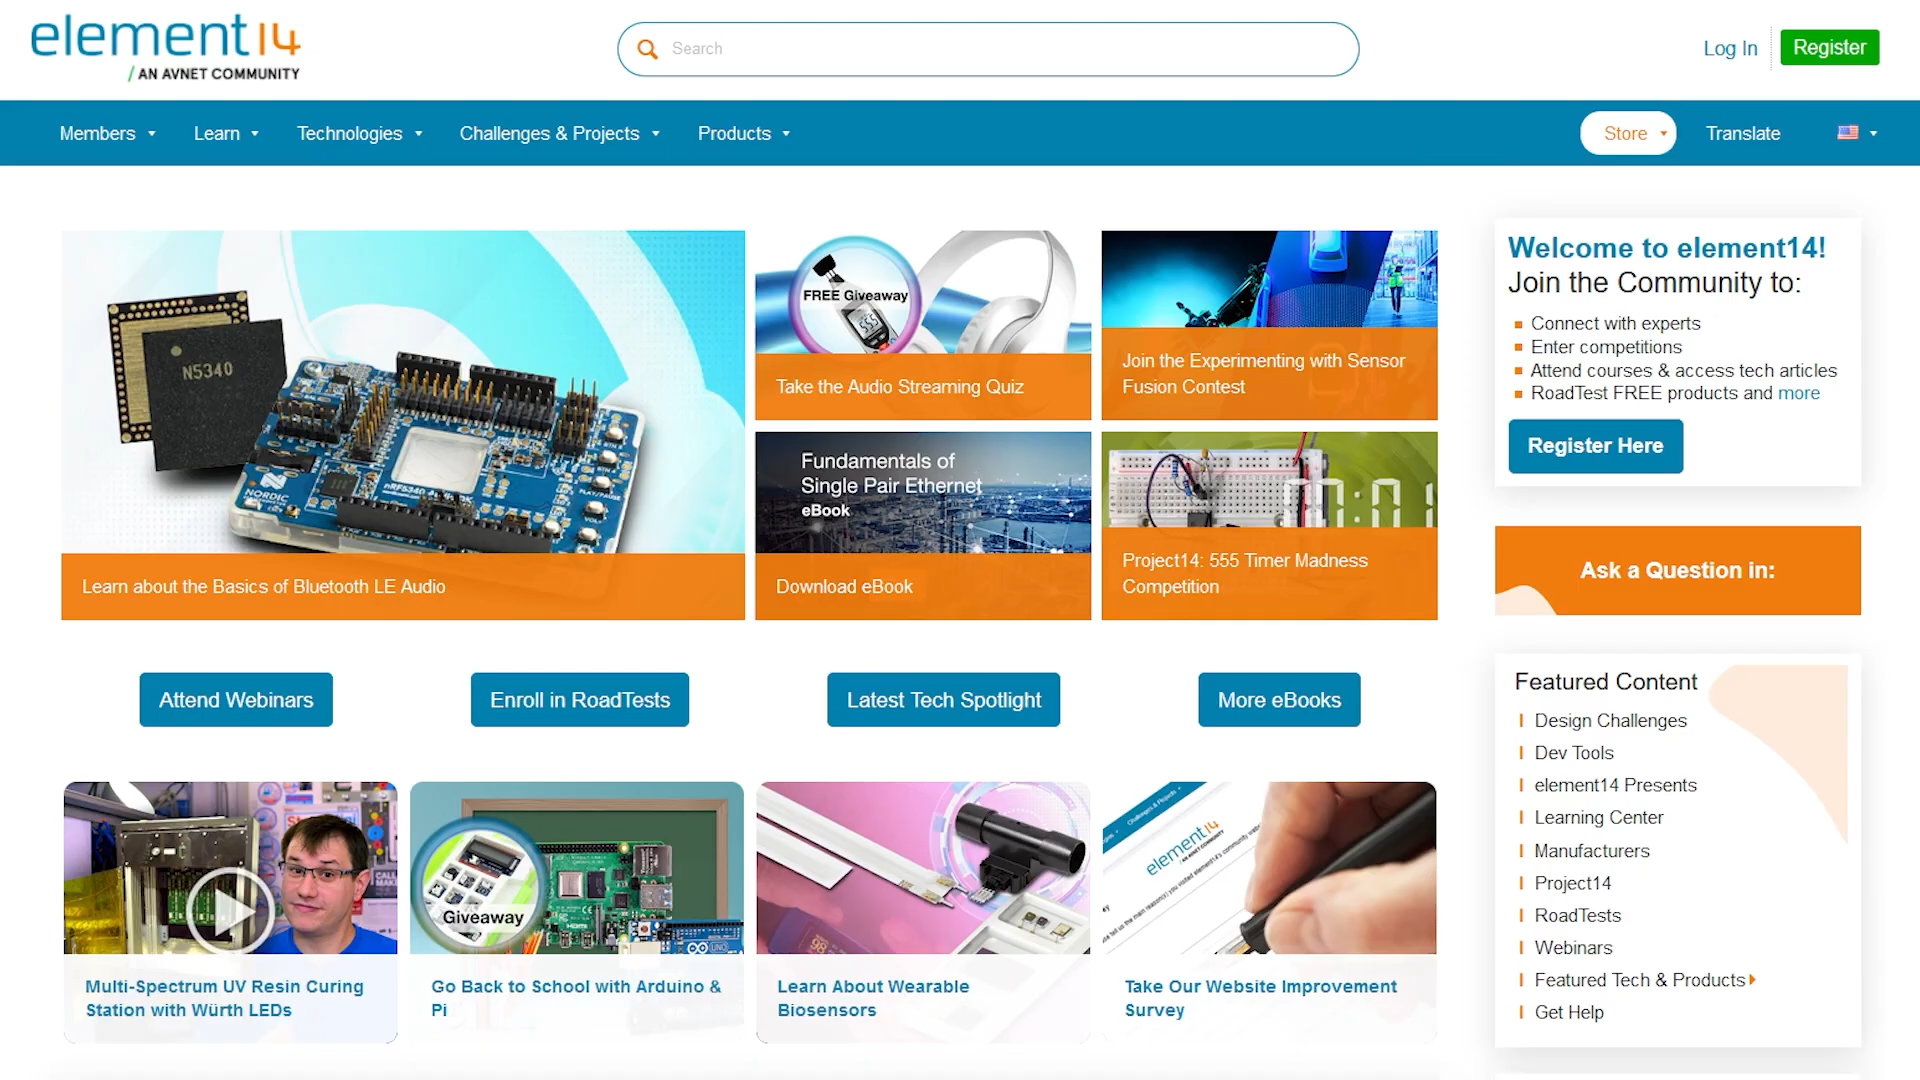 element14
AN AVNET COMMUNITY
Search
Log In
Register
Members
Learn
Technologies
Challenges & Projects
Products
Store
Translate
N5340
NORDIC
Learn about the Basics of Bluetooth LE Audio
FREE Giveaway
Take the Audio Streaming Quiz
Join the Experimenting with Sensor
Fusion Contest
Fundamentals of
Single Pair Ethernet
eBook
Download eBook
Project14: 555 Timer Madness
Competition
Welcome to element14!
Join the Community to:
Connect with experts
Enter competitions
Attend courses & access tech articles
RoadTest FREE products and more
Register Here
Ask a Question in:
Attend Webinars
Enroll in RoadTests
Latest Tech Spotlight
More eBooks
Featured Content
Design Challenges
Dev Tools
element14 Presents
Learning Center
Manufacturers
Project14
RoadTests
Webinars
Featured Tech & Products
Get Help
Multi-Spectrum UV Resin Curing
Station with Würth LEDs
Giveaway
Go Back to School with Arduino &
Pi
Learn About Wearable
Biosensors
element14
Take Our Website Improvement
Survey